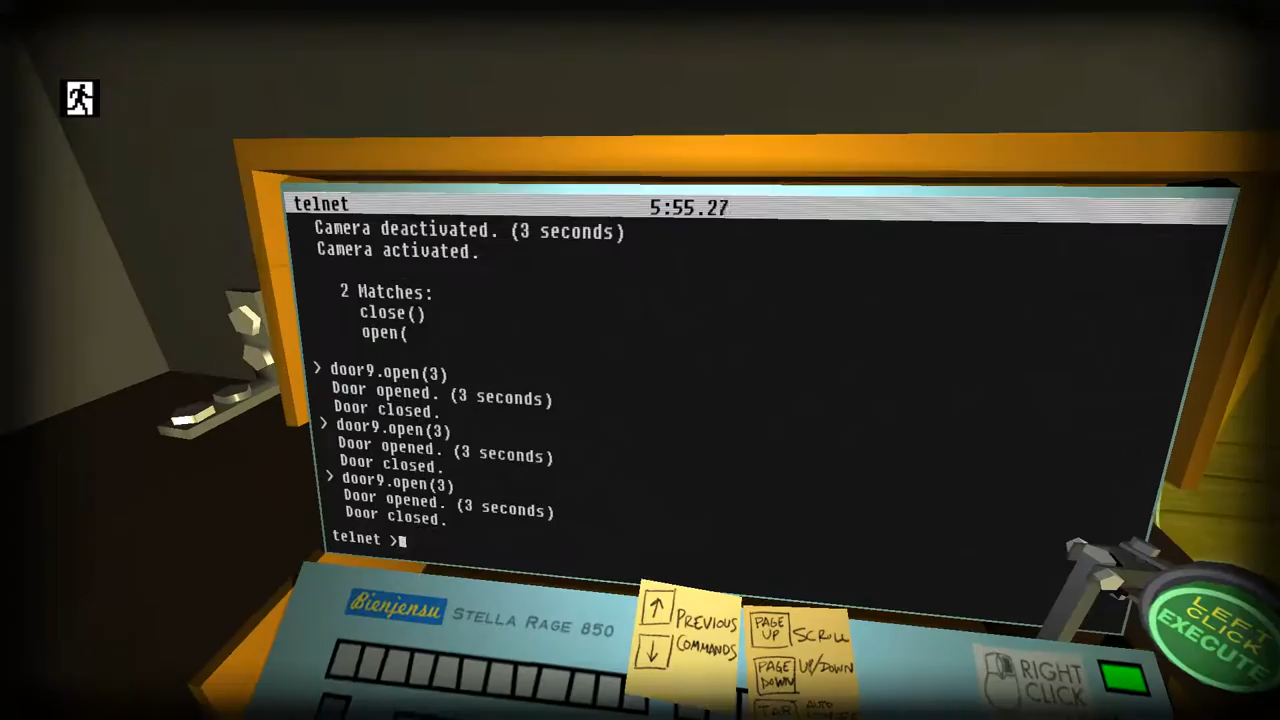 telnet 5:55.27
Camera deactivated. (3 seconds)
Camera activated.
2 Matches:
close()
open(
> door9.open(3)
Door opened. (3 seconds)
Door closed.
> door9.open(3)
Door opened. (3 seconds)
Door closed.
> door9.open(3)
Door opened. (3 seconds)
Door closed.
telnet >
Bienjensu STELLA RAGE 850
↑ PREVIOUS
↓ COMMANDS
PAGE UP SCROLL
PAGE DOWN UP/DOWN
TAB AUTO
RIGHT CLICK
LEFT CLICK EXECUTE